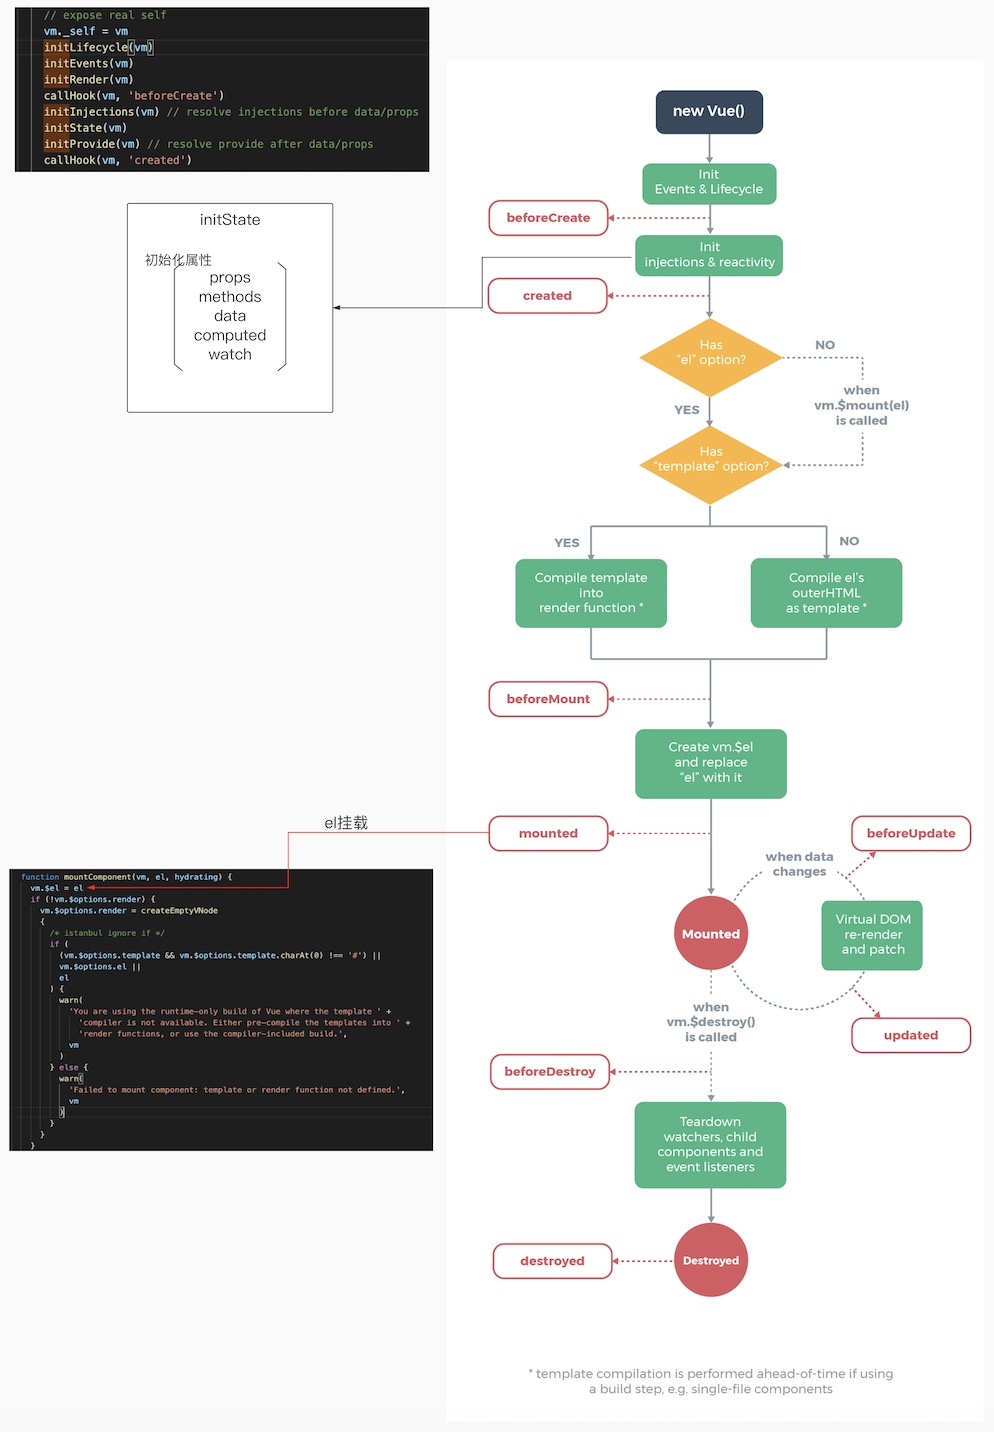 // expose real self
vm._self = vm
initLifecycle(vm)
initEvents(vm)
initRender(vm)
callHook(vm, 'beforeCreate')
initInjections(vm) // resolve injections before data/props
initState(vm)
initProvide(vm) // resolve provide after data/props
callHook(vm, 'created')
initState
初始化属性
props
methods
data
computed
watch
new Vue()
Init
Events & Lifecycle
beforeCreate
Init
injections & reactivity
created
Has
"el" option?
NO
when
vm.$mount(el)
is called
YES
Has
"template" option?
YES
NO
Compile template
into
render function *
Compile el's
outerHTML
as template *
beforeMount
Create vm.$el
and replace
"el" with it
el挂载
mounted
beforeUpdate
when data
changes
Mounted
Virtual DOM
re-render
and patch
updated
when
vm.$destroy()
is called
beforeDestroy
Teardown
watchers, child
components and
event listeners
destroyed
Destroyed
* template compilation is performed ahead-of-time if using
a build step, e.g. single-file components
function mountComponent(vm, el, hydrating) {
vm.$el = el
if (!vm.$options.render) {
vm.$options.render = createEmptyVNode
{
/* istanbul ignore if */
if (
(vm.$options.template && vm.$options.template.charAt(0) !== '#') ||
vm.$options.el ||
el
) {
warn(
'You are using the runtime-only build of Vue where the template ' +
'compiler is not available. Either pre-compile the templates into ' +
'render functions, or use the compiler-included build.',
vm
)
} else {
warn(
'Failed to mount component: template or render function not defined.',
vm
)
}
}
}